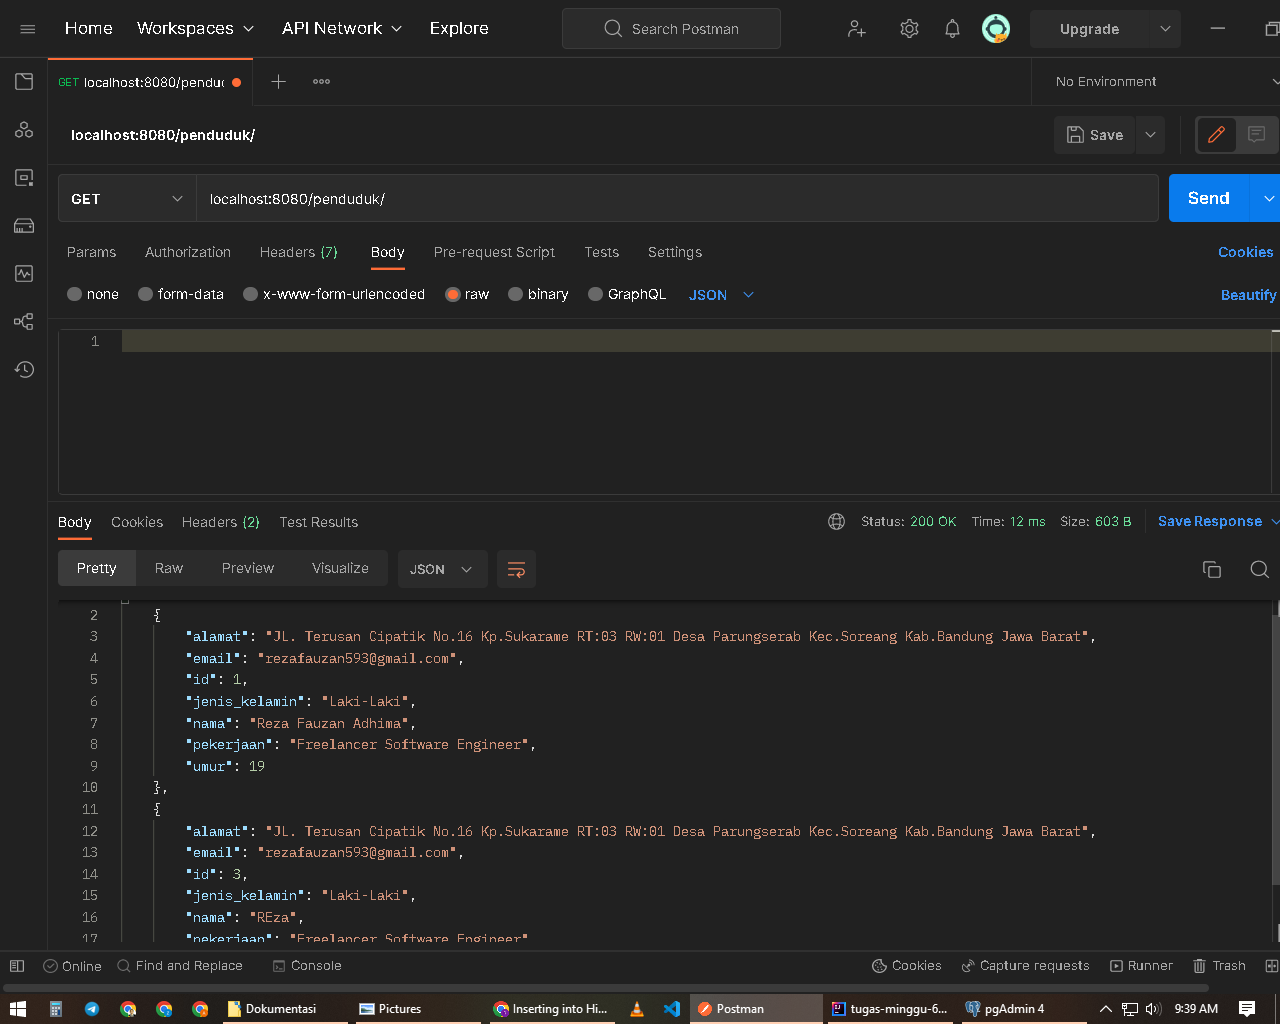 Home Workspaces API Network Explore Search Postman Upgrade
GET localhost:8080/pendu No Environment
localhost:8080/penduduk/ Save
GET localhost:8080/penduduk/ Send
Params Authorization Headers (7) Body Pre-request Script Tests Settings Cookies
none form-data x-www-form-urlencoded raw binary GraphQL JSON Beautify
1
Body Cookies Headers (2) Test Results Status: 200 OK Time: 12 ms Size: 603 B Save Response
Pretty Raw Preview Visualize JSON
2 {
3 "alamat": "JL. Terusan Cipatik No.16 Kp.Sukarame RT:03 RW:01 Desa Parungserab Kec.Soreang Kab.Bandung Jawa Barat",
4 "email": "rezafauzan593@gmail.com",
5 "id": 1,
6 "jenis_kelamin": "Laki-Laki",
7 "nama": "Reza Fauzan Adhima",
8 "pekerjaan": "Freelancer Software Engineer",
9 "umur": 19
10 },
11 {
12 "alamat": "JL. Terusan Cipatik No.16 Kp.Sukarame RT:03 RW:01 Desa Parungserab Kec.Soreang Kab.Bandung Jawa Barat",
13 "email": "rezafauzan593@gmail.com",
14 "id": 3,
15 "jenis_kelamin": "Laki-Laki",
16 "nama": "REza",
17 "pekerjaan": "Freelancer Software Engineer"
Online Find and Replace Console Cookies Capture requests Runner Trash
Dokumentasi Pictures Inserting into Hi... Postman tugas-minggu-6... pgAdmin 4 9:39 AM